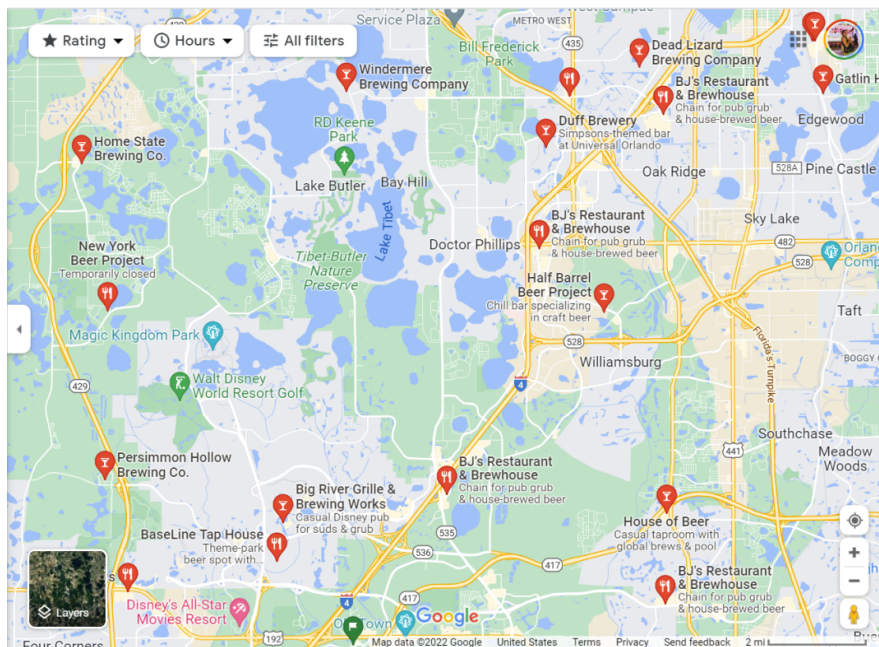 Service Plaza
METRO WEST
429
Rating
Hours
All filters
435
Bill Frederick
Park
Dead Lizard
Brewing Company
Windermere
Brewing Company
BJ's Restaurant
& Brewhouse
Chain for pub grub
& house-brewed beer
Gatlin H
Edgewood
RD Keene
Park
Duff Brewery
Simpsons-themed bar
at Universal Orlando
Home State
Brewing Co.
Lake Butler
Bay Hill
Oak Ridge
528A
Pine Castle
Lake Tibet
BJ's Restaurant
& Brewhouse
Chain for pub grub
& house-brewed beer
Sky Lake
Doctor Phillips
482
528
Orland
Comp
New York
Beer Project
Temporarily closed
Tibet-Butler
Nature
Preserve
Half Barrel
Beer Project
Chill bar specializing
in craft beer
Taft
Magic Kingdom Park
528
Williamsburg
Florida's Turnpike
BOGGY C
429
Walt Disney
World Resort Golf
4
Southchase
441
Meadow
Woods
Persimmon Hollow
Brewing Co.
BJ's Restaurant
& Brewhouse
Chain for pub grub
& house-brewed beer
Big River Grille &
Brewing Works
Casual Disney pub
for suds & grub
House of Beer
Casual taproom with
global brews & pool
BaseLine Tap House
Theme-park
beer spot with...
535
536
417
BJ's Restaurant
& Brewhouse
Chain for pub grub
& house-brewed beer
Layers
Disney's All-Star
Movies Resort
4
417
Google
192
Four Corners
Map data ©2022 Google
United States
Terms
Privacy
Send feedback
2 mi